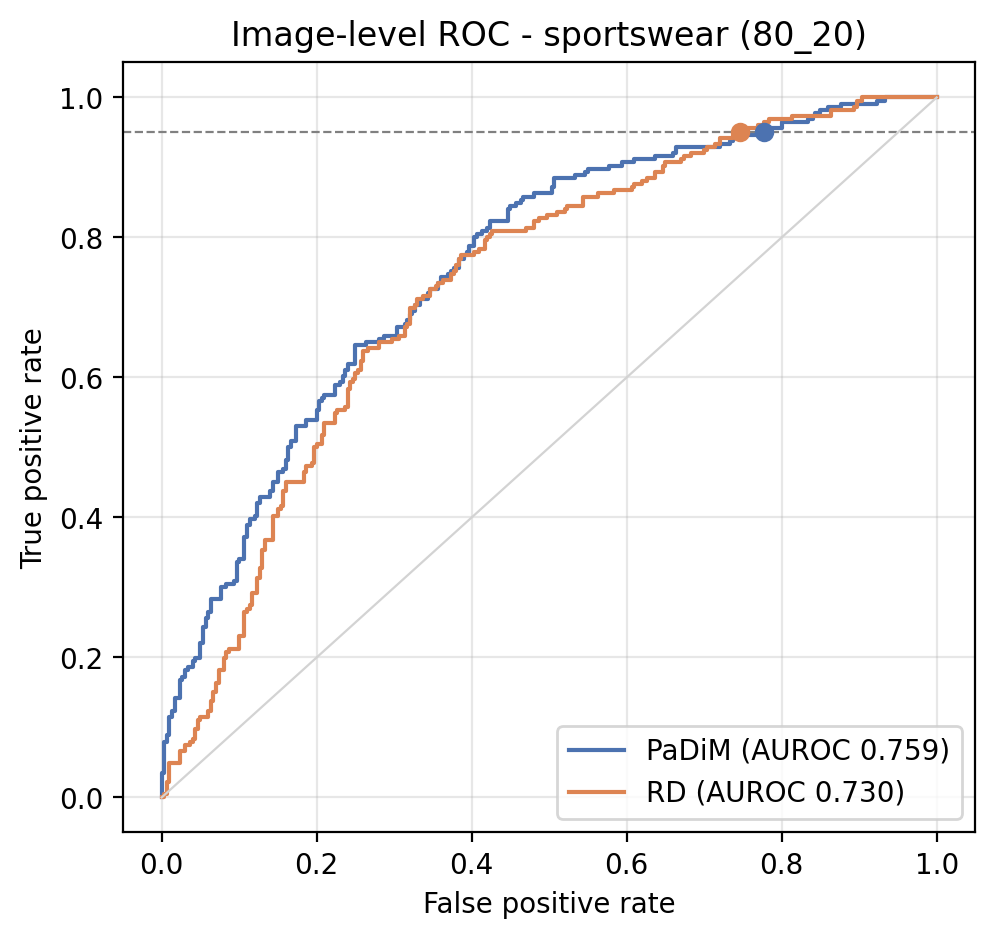 Image-level ROC - sportswear (80_20)
1.0
0.8
0.6
0.4
0.2
0.0
True positive rate
PaDiM (AUROC 0.759)
RD (AUROC 0.730)
0.0 0.2 0.4 0.6 0.8 1.0
False positive rate